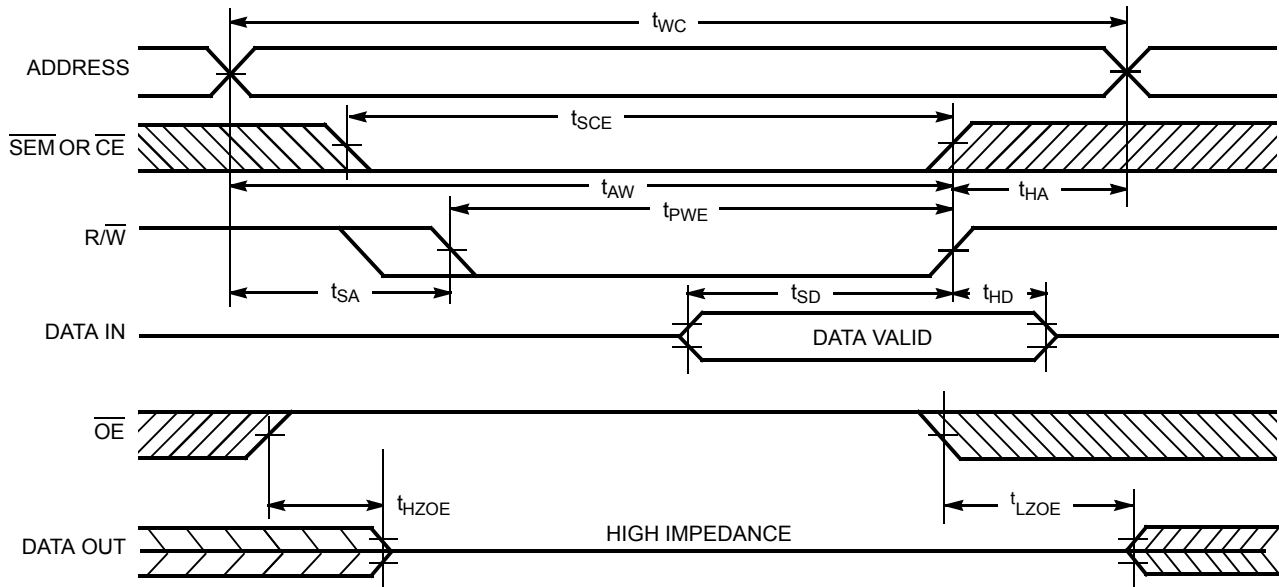 tWC
ADDRESS
tSCE
SEM OR CE
tAW
tHA
tPWE
R/W
tSA
tSD
tHD
DATA IN
DATA VALID
OE
tHZOE
tLZOE
HIGH IMPEDANCE
DATA OUT